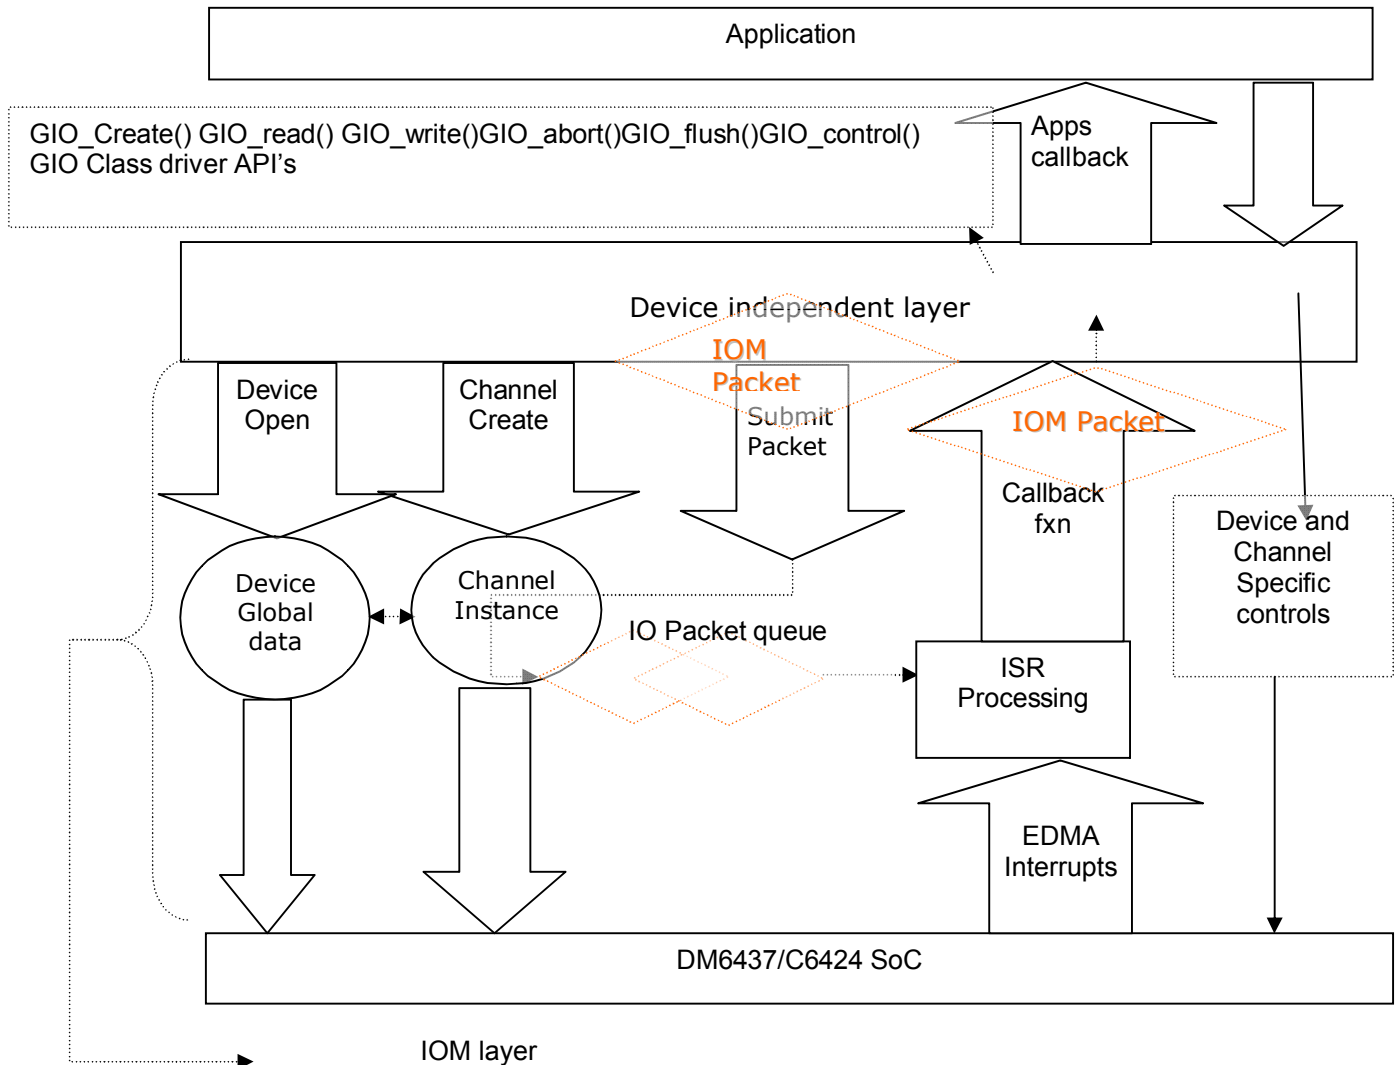 Application
GIO_Create() GIO_read() GIO_write()GIO_abort()GIO_flush()GIO_control()
GIO Class driver API's
Apps
callback
Device independent layer
IOM
Packet
Device
Open
Channel
Create
Submit
Packet
IOM Packet
Callback
fxn
Device and
Channel
Specific
controls
Device
Global
data
Channel
Instance
IO Packet queue
ISR
Processing
EDMA
Interrupts
DM6437/C6424 SoC
IOM layer